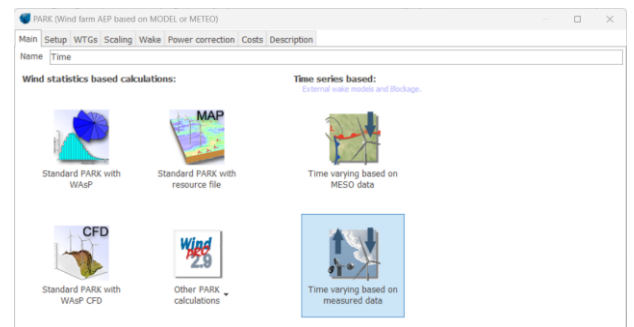 PARK (Wind farm AEP based on MODEL or METEO)
Main Setup WTGs Scaling Wake Power correction Costs Description
Name Time
Wind statistics based calculations: Time series based:
External wake models and Blockage.
MAP
Standard PARK with WAsP
Standard PARK with resource file
Time varying based on MESO data
CFD
Wind
PRO
2.9
Standard PARK with WAsP CFD
Other PARK calculations
Time varying based on measured data